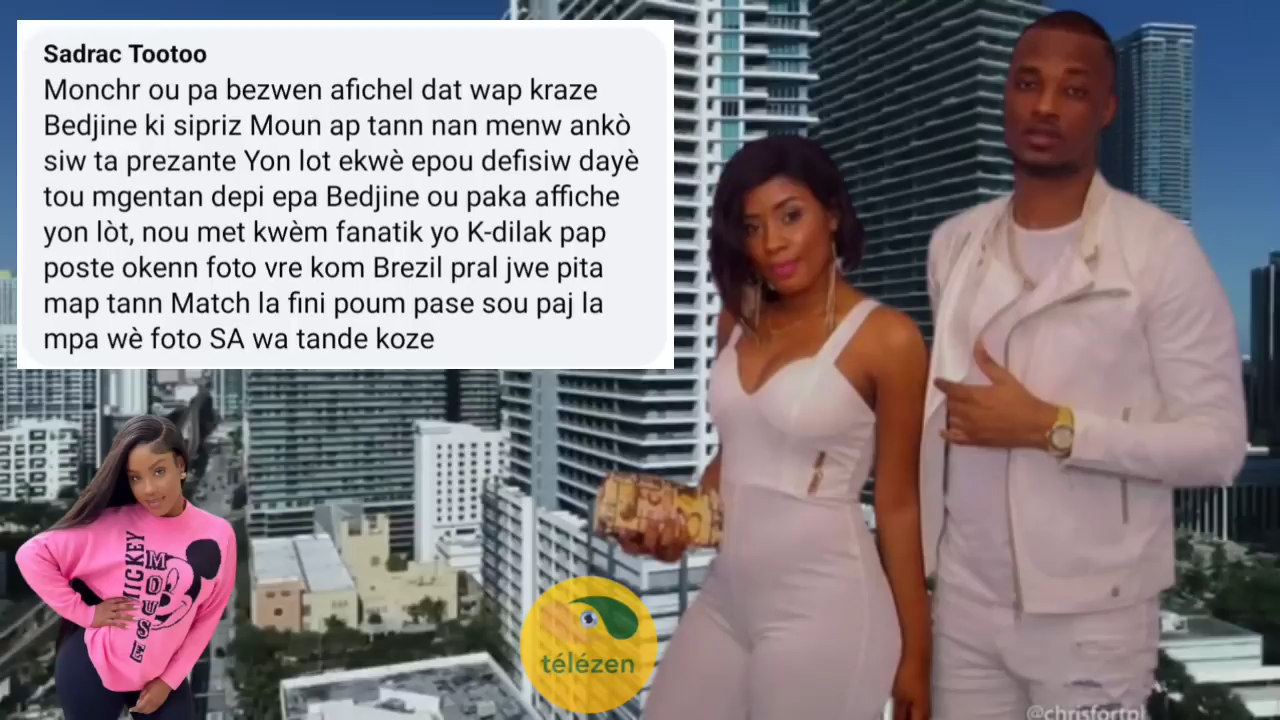 Sadrac Tootoo
Monchr ou pa bezwen afichel dat wap kraze
Bedjine ki sipriz Moun ap tann nan menw ankò
siw ta prezante Yon lot ekwè epou defisiw dayè
tou mgentan depi epa Bedjine ou paka affiche
yon lòt, nou met kwèm fanatik yo K-dilak pap
poste okenn foto vre kom Brezil pral jwe pita
map tann Match la fini poum pase sou paj la
mpa wè foto SA wa tande koze
MICKEY
MOUSE
télézen
@chrisfortpl